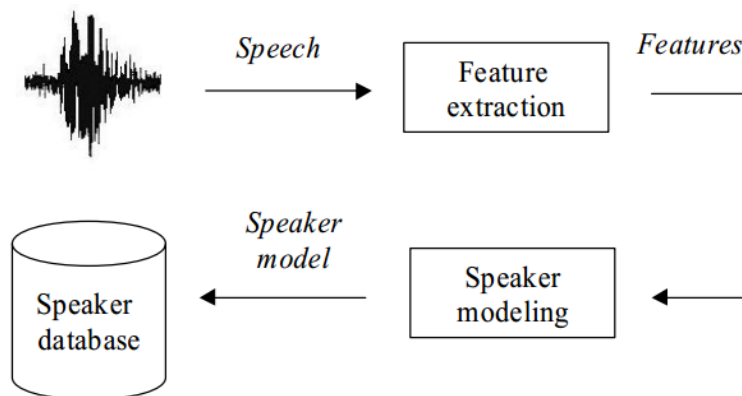 Speech
Feature
extraction
Features
Speaker
model
Speaker
database
Speaker
modeling